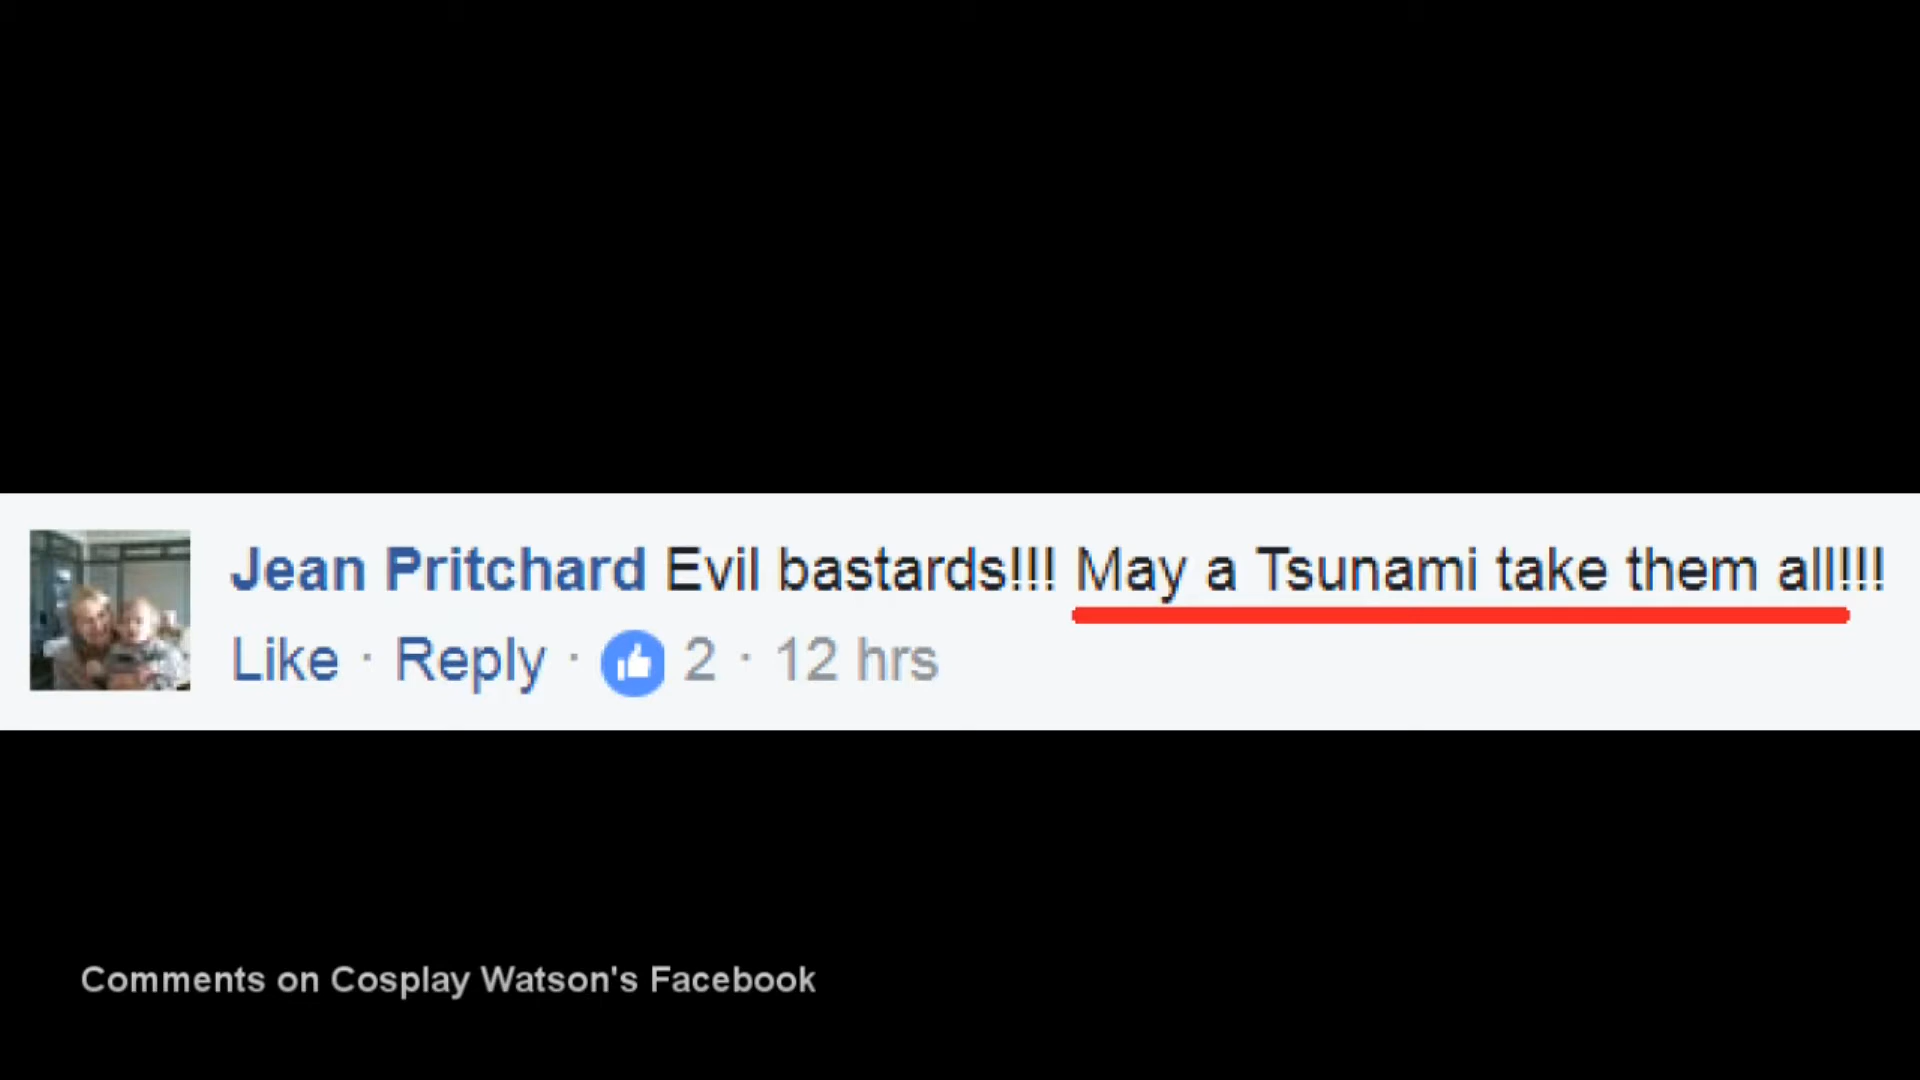 Jean Pritchard Evil bastards!!! May a Tsunami take them all!!!
Like · Reply · 2 · 12 hrs
Comments on Cosplay Watson's Facebook